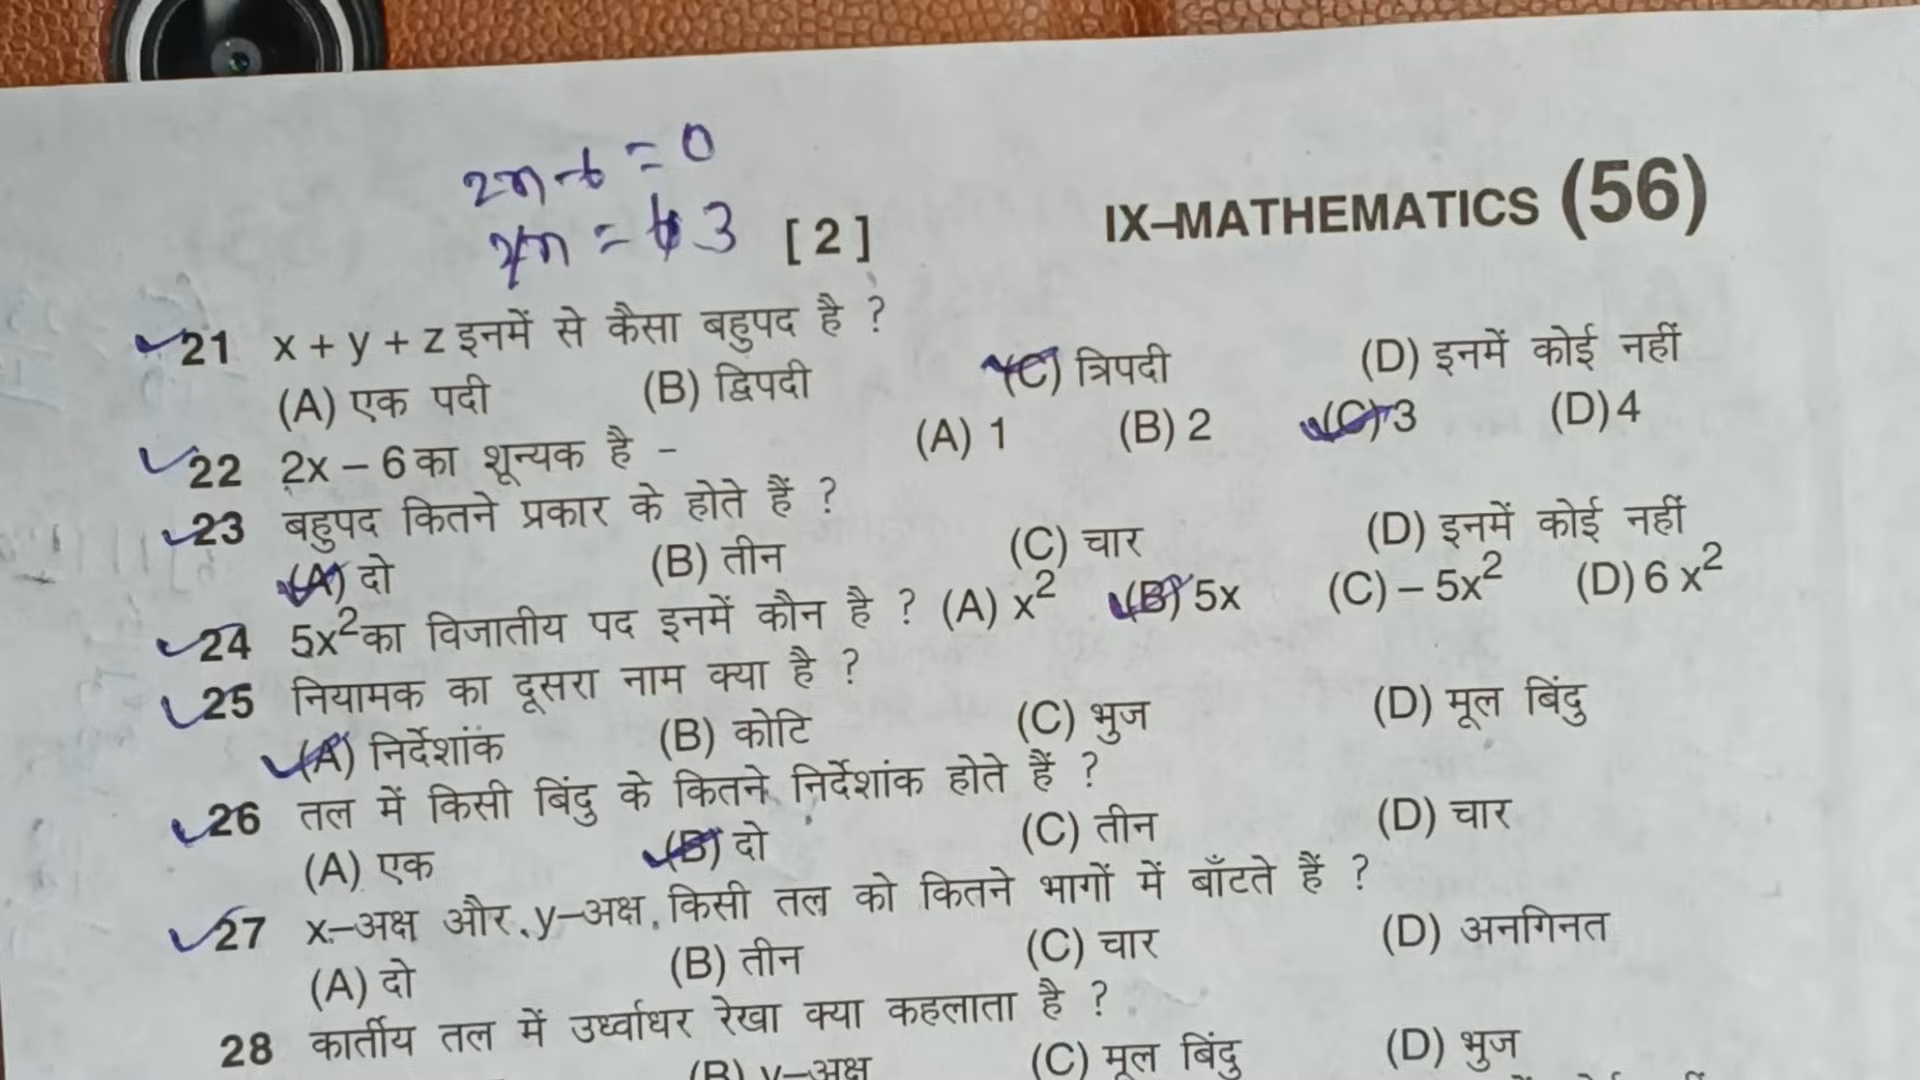 2x-6 = 0
2x = 6 3
[ 2 ]
IX–MATHEMATICS (56)
21 x + y + z इनमें से कैसा बहुपद है ?
(A) एक पदी (B) द्विपदी (C) त्रिपदी (D) इनमें कोई नहीं
22 2x – 6 का शून्यक है – (A) 1 (B) 2 (C) 3 (D) 4
23 बहुपद कितने प्रकार के होते हैं ?
(A) दो (B) तीन (C) चार (D) इनमें कोई नहीं
24 5x² का विजातीय पद इनमें कौन है ? (A) x² (B) 5x (C) – 5x² (D) 6 x²
25 नियामक का दूसरा नाम क्या है ?
(A) निर्देशांक (B) कोटि (C) भुज (D) मूल बिंदु
26 तल में किसी बिंदु के कितने निर्देशांक होते हैं ?
(A) एक (B) दो (C) तीन (D) चार
27 x–अक्ष और y–अक्ष किसी तल को कितने भागों में बाँटते हैं ?
(A) दो (B) तीन (C) चार (D) अनगिनत
28 कार्तीय तल में उर्ध्वाधर रेखा क्या कहलाता है ?
(B) y–अक्ष (C) मूल बिंदु (D) भुज